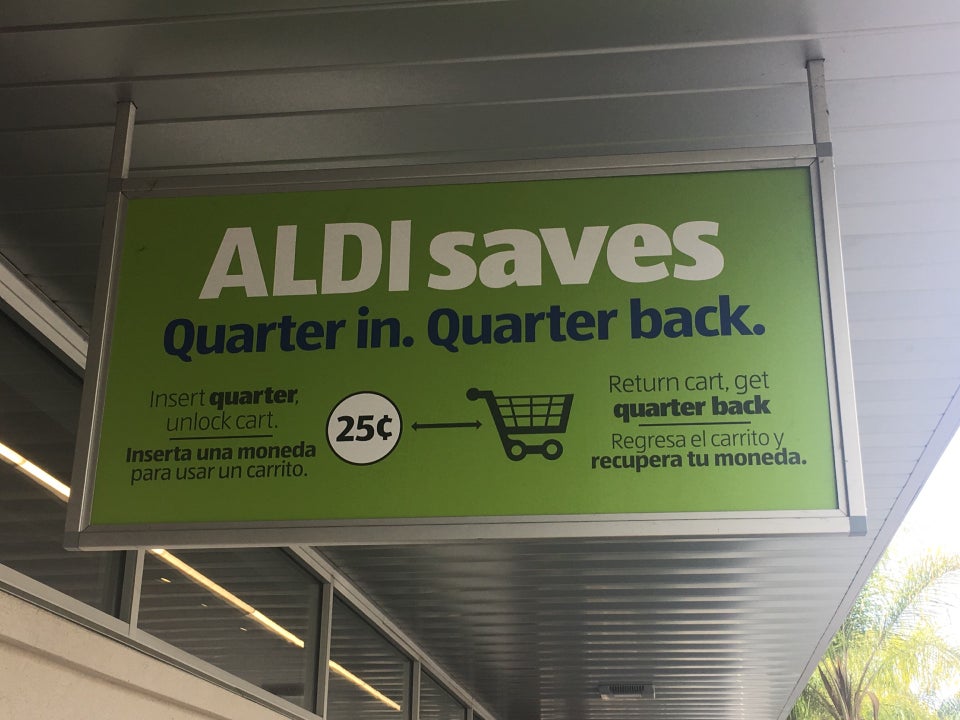 ALDI saves
Quarter in. Quarter back.
Insert quarter,
unlock cart.
Inserta una moneda
para usar un carrito.
25¢
Return cart, get
quarter back
Regresa el carrito y
recupera tu moneda.